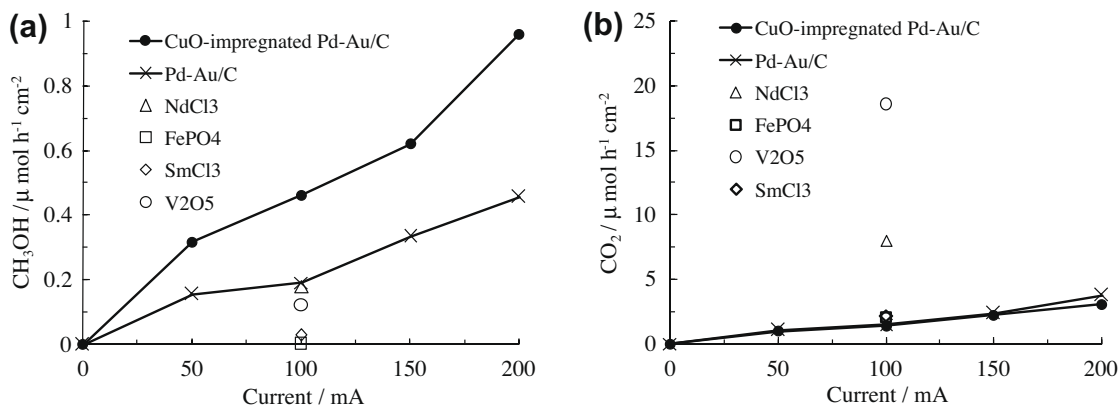 (a)
CH₃OH / μ mol h⁻¹ cm⁻²
1
0.8
0.6
0.4
0.2
0
CuO-impregnated Pd-Au/C
Pd-Au/C
NdCl3
FePO4
SmCl3
V2O5
0 50 100 150 200
Current / mA
(b)
CO₂ / μ mol h⁻¹ cm⁻²
25
20
15
10
5
0
CuO-impregnated Pd-Au/C
Pd-Au/C
NdCl3
FePO4
V2O5
SmCl3
0 50 100 150 200
Current / mA